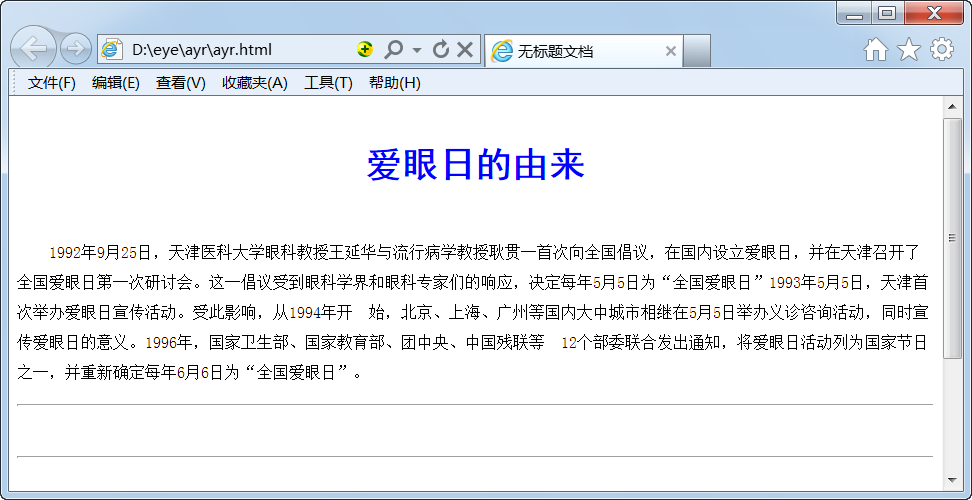 D:\eye\ayr\ayr.html
无标题文档
文件(F) 编辑(E) 查看(V) 收藏夹(A) 工具(T) 帮助(H)
爱眼日的由来
1992年9月25日，天津医科大学眼科教授王延华与流行病学教授耿贯一首次向全国倡议，在国内设立爱眼日，并在天津召开了
全国爱眼日第一次研讨会。这一倡议受到眼科学界和眼科专家们的响应，决定每年5月5日为“全国爱眼日”1993年5月5日，天津首
次举办爱眼日宣传活动。受此影响，从1994年开　始，北京、上海、广州等国内大中城市相继在5月5日举办义诊咨询活动，同时宣
传爱眼日的意义。1996年，国家卫生部、国家教育部、团中央、中国残联等　12个部委联合发出通知，将爱眼日活动列为国家节日
之一，并重新确定每年6月6日为“全国爱眼日”。